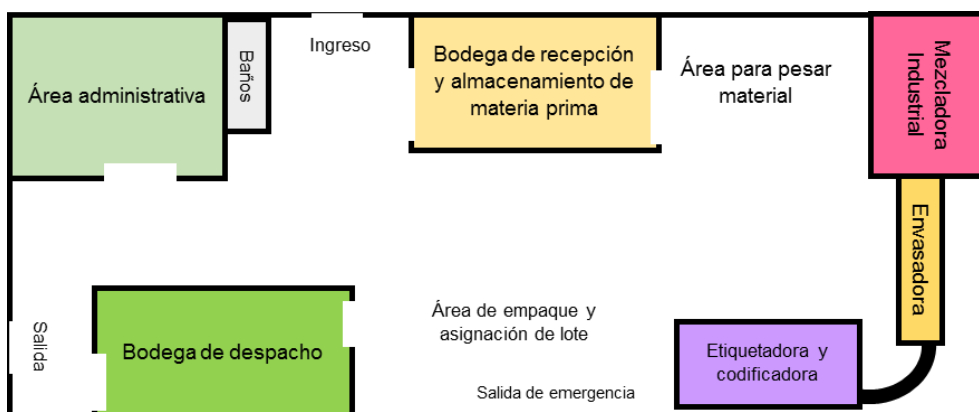 Área administrativa
Baños
Ingreso
Bodega de recepción
y almacenamiento de
materia prima
Área para pesar
material
Mezcladora
Industrial
Envasadora
Salida
Bodega de despacho
Área de empaque y
asignación de lote
Salida de emergencia
Etiquetadora y
codificadora